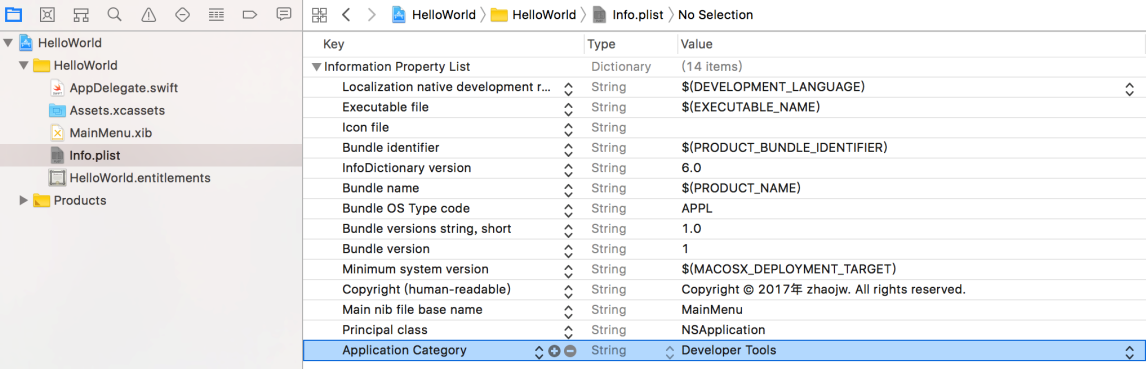 HelloWorld HelloWorld Info.plist No Selection
HelloWorld
HelloWorld
AppDelegate.swift
Assets.xcassets
MainMenu.xib
Info.plist
HelloWorld.entitlements
Products
Key Type Value
Information Property List Dictionary (14 items)
Localization native development r... String $(DEVELOPMENT_LANGUAGE)
Executable file String $(EXECUTABLE_NAME)
Icon file String
Bundle identifier String $(PRODUCT_BUNDLE_IDENTIFIER)
InfoDictionary version String 6.0
Bundle name String $(PRODUCT_NAME)
Bundle OS Type code String APPL
Bundle versions string, short String 1.0
Bundle version String 1
Minimum system version String $(MACOSX_DEPLOYMENT_TARGET)
Copyright (human-readable) String Copyright © 2017年 zhaojw. All rights reserved.
Main nib file base name String MainMenu
Principal class String NSApplication
Application Category String Developer Tools